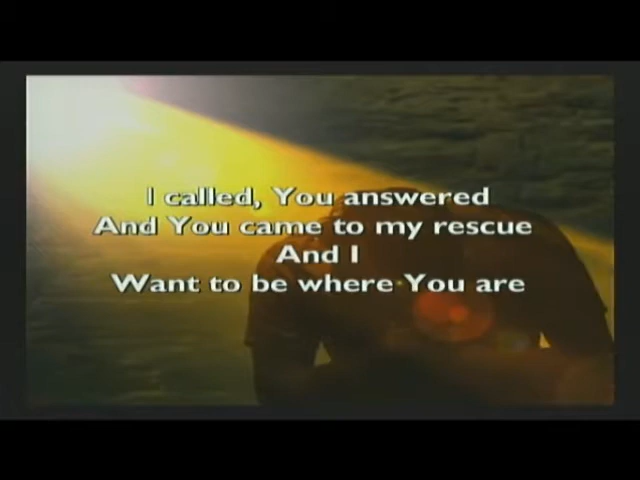 I called, You answered
And You came to my rescue
And I
Want to be where You are